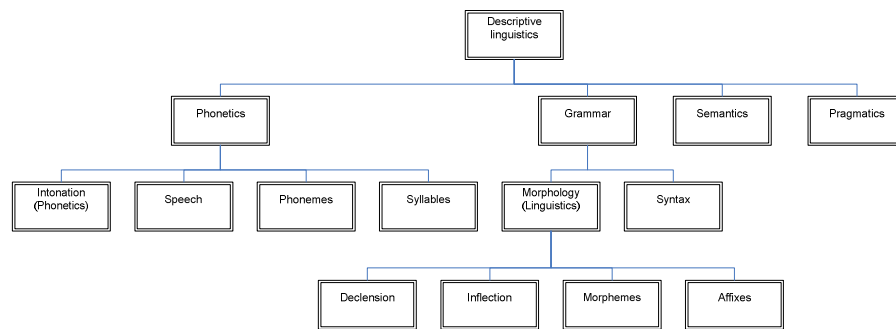 Descriptive
linguistics
Phonetics
Grammar
Semantics
Pragmatics
Intonation
(Phonetics)
Speech
Phonemes
Syllables
Morphology
(Linguistics)
Syntax
Declension
Inflection
Morphemes
Affixes